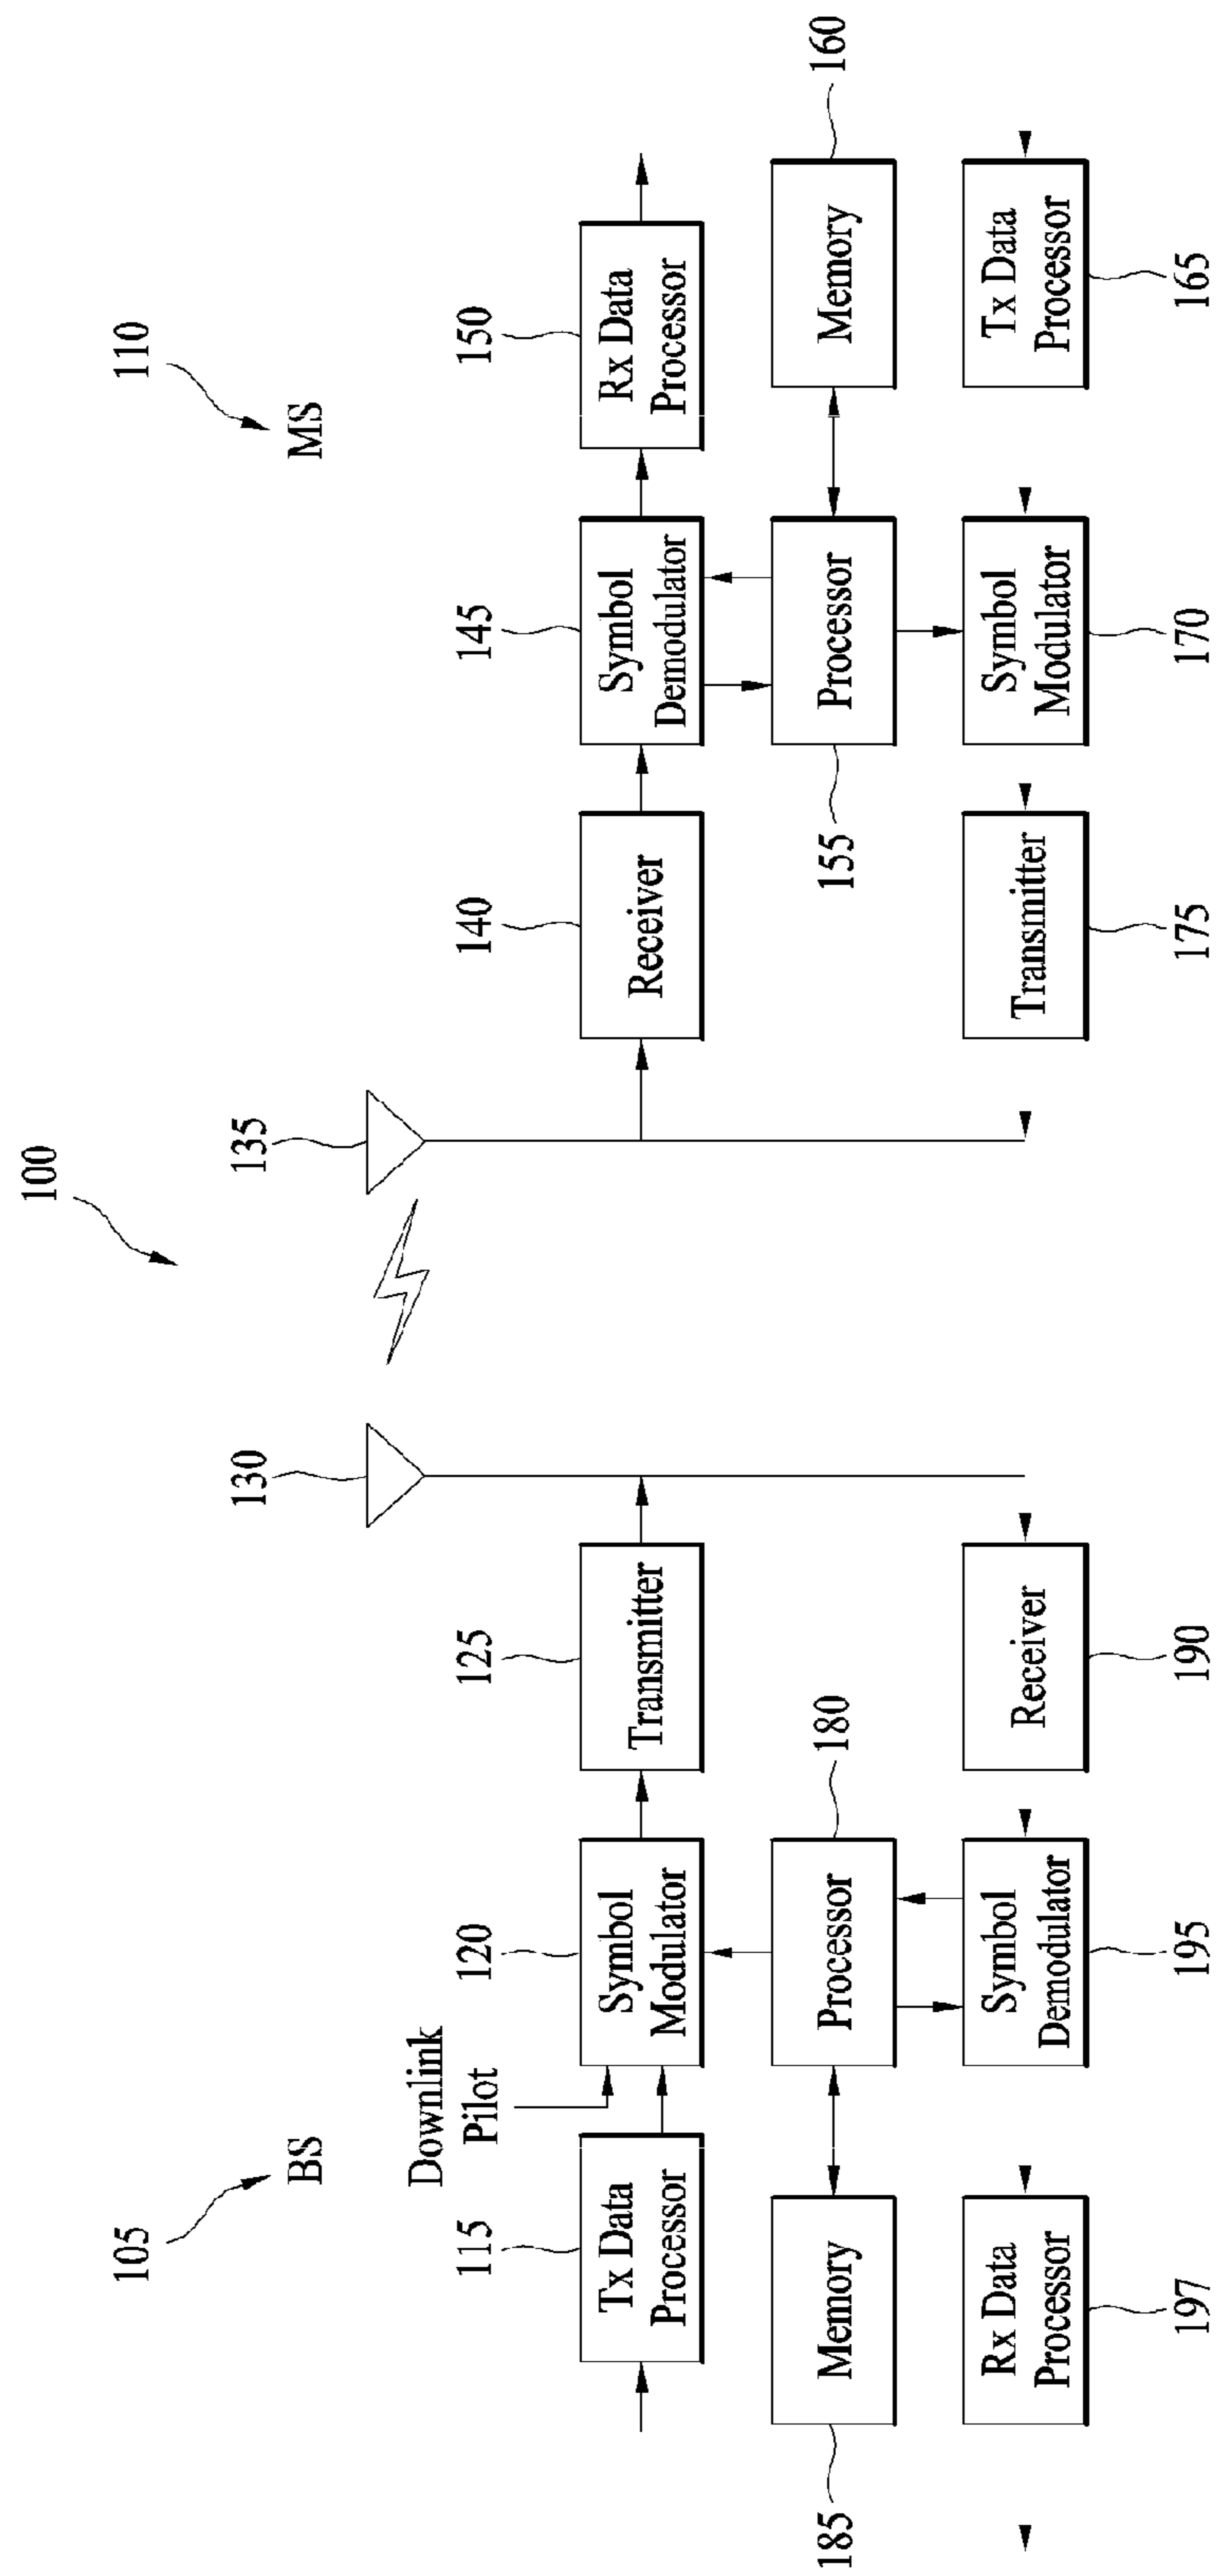 100
105
BS
110
MS
130
135
Downlink
Pilot
115
Tx Data
Processor
120
Symbol
Modulator
125
Transmitter
140
Receiver
145
Symbol
Demodulator
150
Rx Data
Processor
185
Memory
Processor
180
155
Processor
Memory
160
Rx Data
Processor
197
Symbol
Demodulator
195
Receiver
190
Transmitter
175
Symbol
Modulator
170
Tx Data
Processor
165